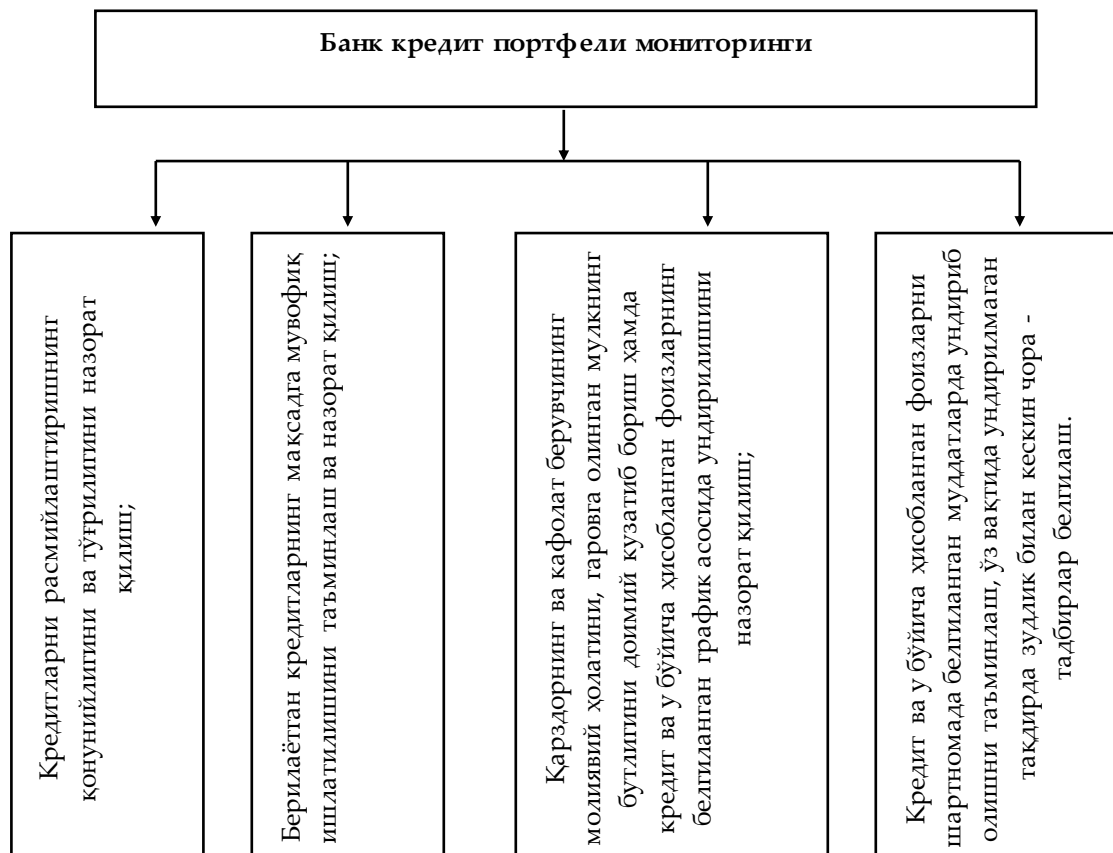 Банк кредит портфели мониторинги
Кредитларни расмийлаштиришнинг
қонунийлигини ва тўғрилигини назорат
қилиш;
Берилаётган кредитларнинг мақсадга мувофиқ
ишлатилишини таъминлаш ва назорат қилиш;
Қарздорнинг ва кафолат берувчининг
молиявий ҳолатини, гаровга олинган мулкнинг
бутлигини доимий кузатиб бориш ҳамда
кредит ва у бўйича ҳисобланган фоизларнинг
белгиланган график асосида ундирилишини
назорат қилиш;
Кредит ва у бўйича ҳисобланган фоизларни
шартномада белгиланган муддатларда ундириб
олишни таъминлаш, ўз вақтида ундирилмаган
тақдирда зудлик билан кескин чора -
тадбирлар белгилаш.